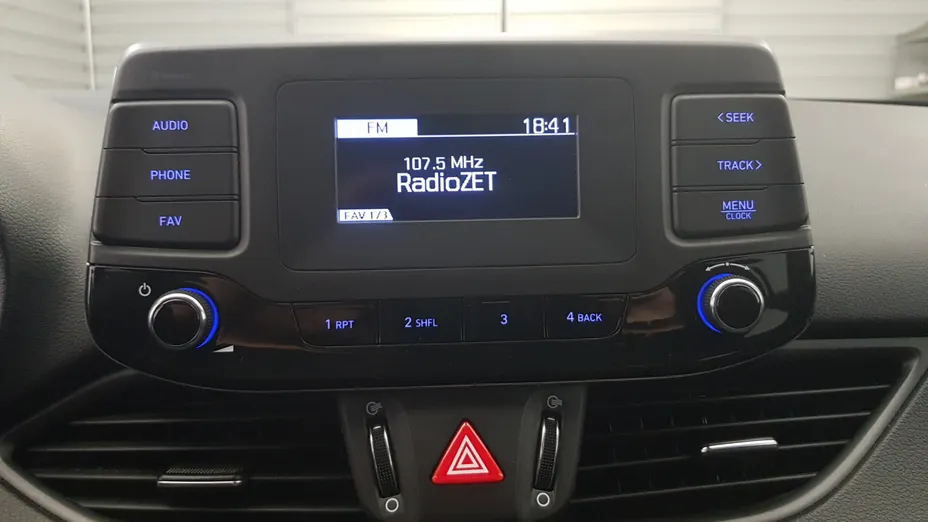 AUDIO
PHONE
FAV
FM 18:41
107.5 MHz
RadioZET
FAV 1/3
<SEEK
TRACK>
MENU
CLOCK
1 RPT
2 SHFL
3
4 BACK